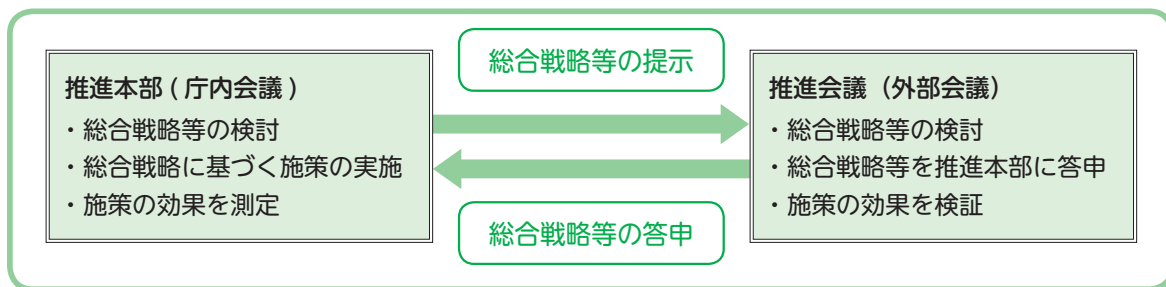 総合戦略等の提示
推進本部 ( 庁内会議 )
・総合戦略等の検討
・総合戦略に基づく施策の実施
・施策の効果を測定
推進会議（外部会議）
・総合戦略等の検討
・総合戦略等を推進本部に答申
・施策の効果を検証
総合戦略等の答申